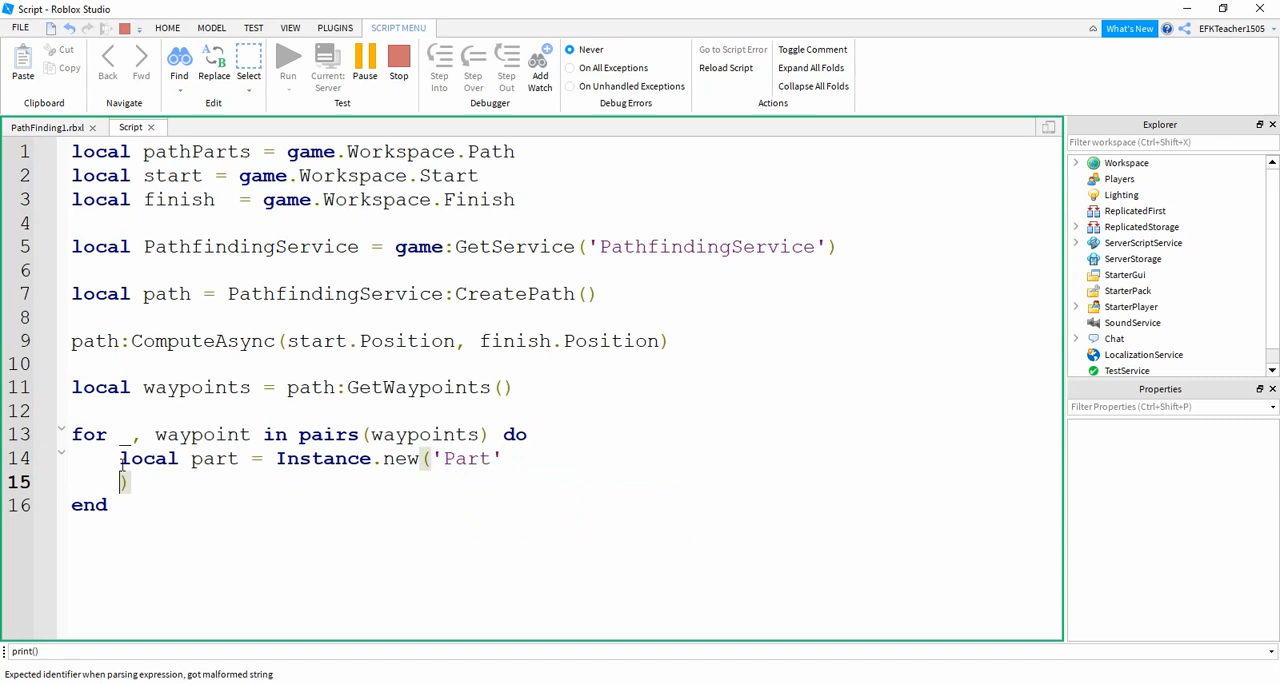 Script - Roblox Studio
FILE HOME MODEL TEST VIEW PLUGINS SCRIPT MENU What's New EFKTeacher1505
Paste Cut Copy Back Fwd Find Replace Select Run Current: Server Pause Stop Step Into Step Over Step Out Add Watch Never On All Exceptions On Unhandled Exceptions Go to Script Error Reload Script Toggle Comment Expand All Folds Collapse All Folds
Clipboard Navigate Edit Test Debugger Debug Errors Actions
PathFinding1.rbxl Script
1 local pathParts = game.Workspace.Path
2 local start = game.Workspace.Start
3 local finish  = game.Workspace.Finish
4
5 local PathfindingService = game:GetService('PathfindingService')
6
7 local path = PathfindingService:CreatePath()
8
9 path:ComputeAsync(start.Position, finish.Position)
10
11 local waypoints = path:GetWaypoints()
12
13 for _, waypoint in pairs(waypoints) do
14 local part = Instance.new('Part'
15 )
16 end
Explorer
Filter workspace (Ctrl+Shift+X)
Workspace
Players
Lighting
ReplicatedFirst
ReplicatedStorage
ServerScriptService
ServerStorage
StarterGui
StarterPack
StarterPlayer
SoundService
Chat
LocalizationService
TestService
Properties
Filter Properties (Ctrl+Shift+P)
print()
Expected identifier when parsing expression, got malformed string